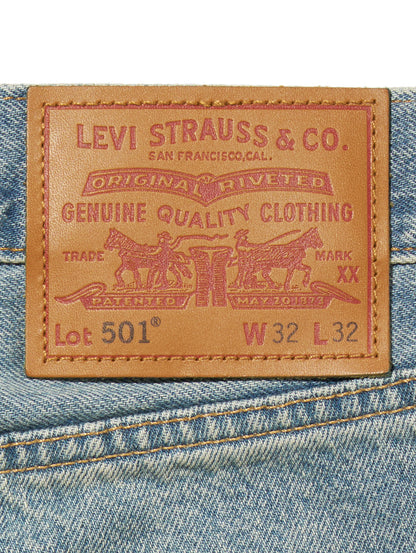 LEVI STRAUSS & CO.
SAN FRANCISCO, CAL.
ORIGINAL RIVETED
GENUINE QUALITY CLOTHING
TRADE MARK
XX
PATENTED MAY 20 1873
Lot 501® W 32 L 32